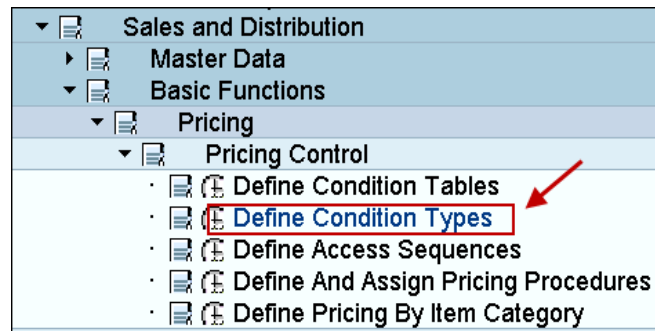 Sales and Distribution
Master Data
Basic Functions
Pricing
Pricing Control
Define Condition Tables
Define Condition Types
Define Access Sequences
Define And Assign Pricing Procedures
Define Pricing By Item Category